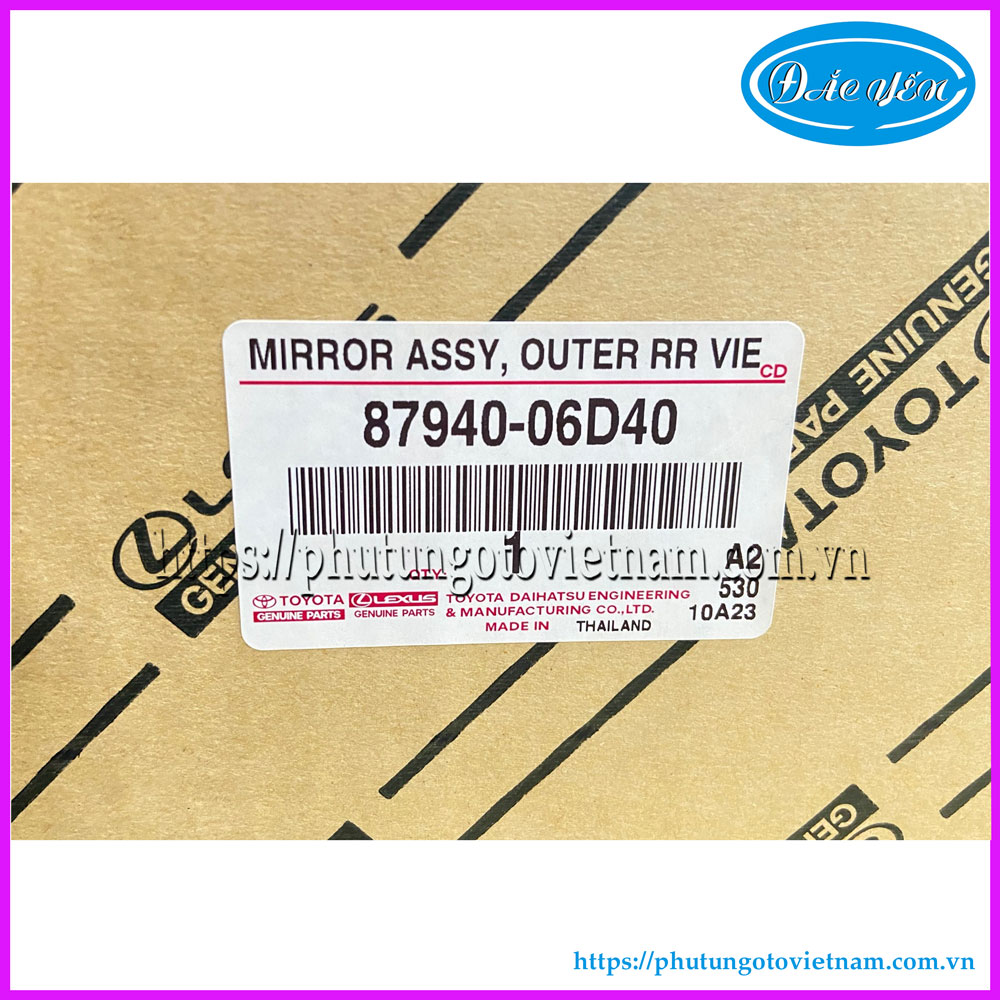 ĐẮC YẾN
GENUINE PARTS
TOYOTA
MIRROR ASSY, OUTER RR VIE CD
87940-06D40
https://phutungotovietnam.com.vn
QTY. 1 A2
530
10A23
TOYOTA
GENUINE PARTS
LEXUS
GENUINE PARTS
TOYOTA DAIHATSU ENGINEERING
& MANUFACTURING CO.,LTD.
MADE IN THAILAND
https://phutungotovietnam.com.vn